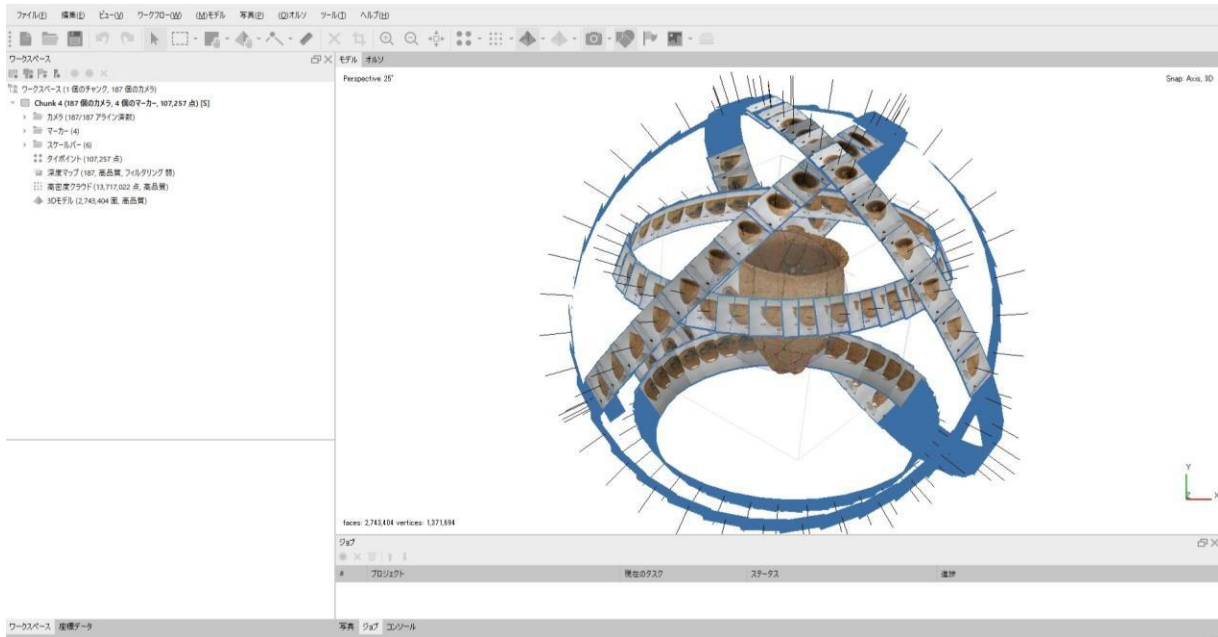 ファイル(F) 編集(E) ビュー(V) ワークフロー(W) (M)モデル 写真(P) (O)オルソ ツール(T) ヘルプ(H)
ワークスペース
モデル オルソ
ワークスペース (1 個のチャンク, 187 個のカメラ)
Chunk 4 (187 個のカメラ, 4 個のマーカー, 107,257 点) [S]
カメラ (187/187 アライン済数)
マーカー (4)
スケールバー (6)
タイポイント (107,257 点)
深度マップ (187, 高品質, フィルタリング 弱)
高密度クラウド (13,717,022 点, 高品質)
3Dモデル (2,743,404 面, 高品質)
Perspective 25°
Snap: Axis, 3D
Y
Z X
faces: 2,743,404 vertices: 1,371,694
ジョブ
# プロジェクト 現在のタスク ステータス 進捗
ワークスペース 座標データ
写真 ジョブ コンソール